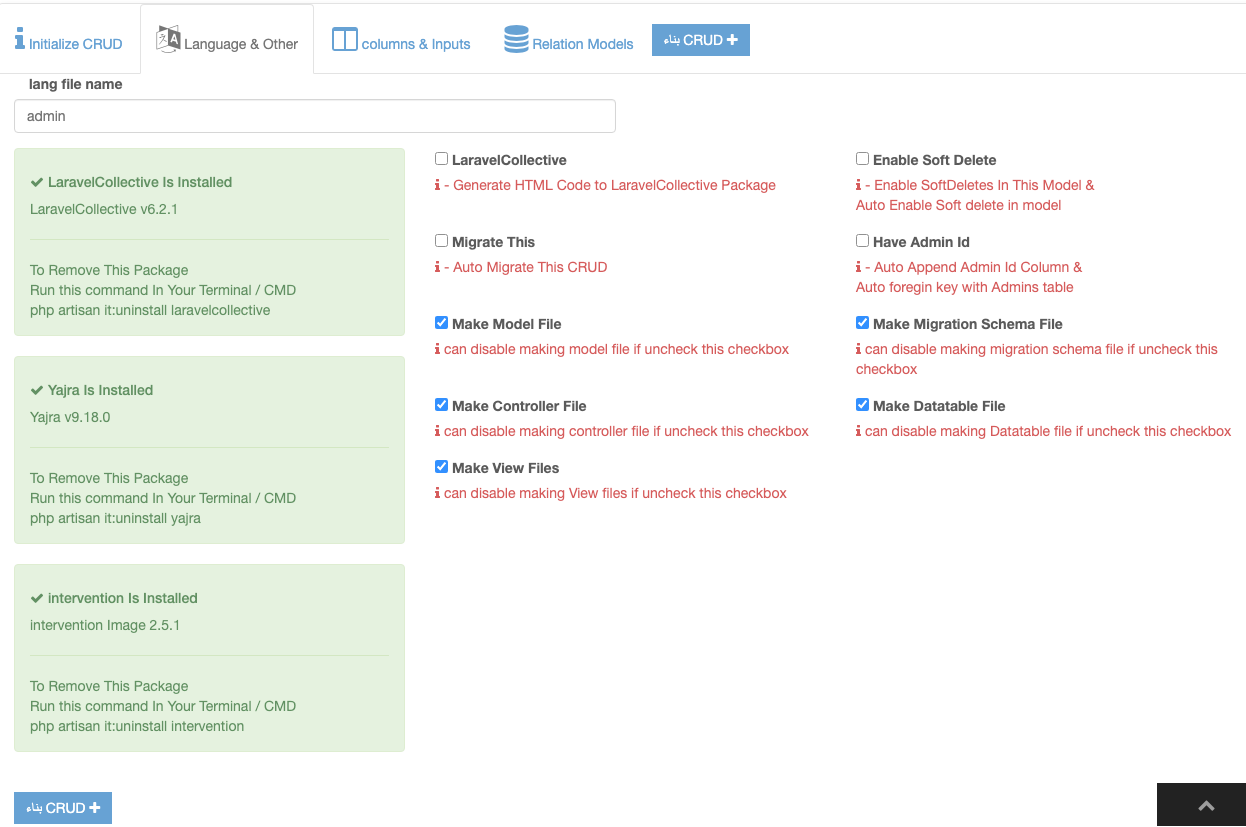 Initialize CRUD
Language & Other
columns & Inputs
Relation Models
بناء CRUD
lang file name
admin
LaravelCollective Is Installed
LaravelCollective v6.2.1
To Remove This Package
Run this command In Your Terminal / CMD
php artisan it:uninstall laravelcollective
Yajra Is Installed
Yajra v9.18.0
To Remove This Package
Run this command In Your Terminal / CMD
php artisan it:uninstall yajra
intervention Is Installed
intervention Image 2.5.1
To Remove This Package
Run this command In Your Terminal / CMD
php artisan it:uninstall intervention
LaravelCollective
- Generate HTML Code to LaravelCollective Package
Enable Soft Delete
- Enable SoftDeletes In This Model &
Auto Enable Soft delete in model
Migrate This
- Auto Migrate This CRUD
Have Admin Id
- Auto Append Admin Id Column &
Auto foregin key with Admins table
Make Model File
can disable making model file if uncheck this checkbox
Make Migration Schema File
can disable making migration schema file if uncheck this
checkbox
Make Controller File
can disable making controller file if uncheck this checkbox
Make Datatable File
can disable making Datatable file if uncheck this checkbox
Make View Files
can disable making View files if uncheck this checkbox
بناء CRUD